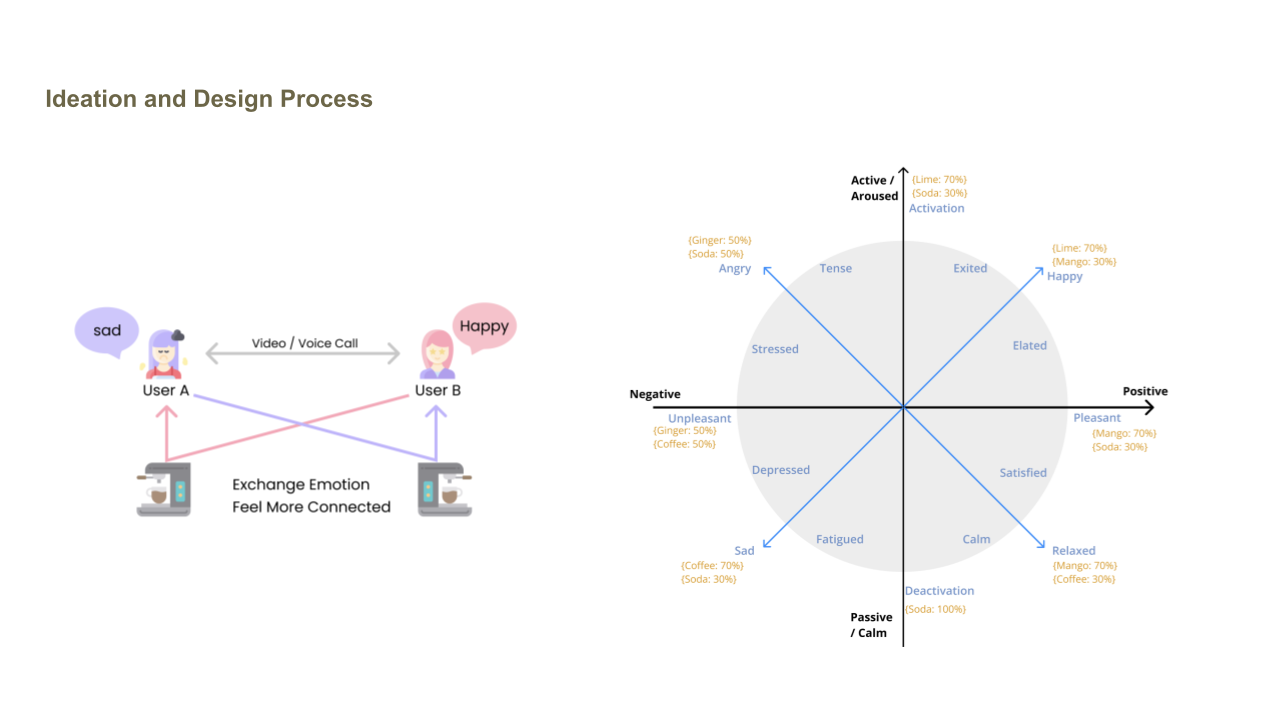 Ideation and Design Process
sad
Happy
Video / Voice Call
User A
User B
Exchange Emotion
Feel More Connected
Active /
Aroused
{Lime: 70%}
{Soda: 30%}
Activation
{Ginger: 50%}
{Soda: 50%}
Angry
Tense
Exited
{Lime: 70%}
{Mango: 30%}
Happy
Stressed
Elated
Negative
Positive
Unpleasant
{Ginger: 50%}
{Coffee: 50%}
Pleasant
{Mango: 70%}
{Soda: 30%}
Depressed
Satisfied
Fatigued
Calm
Sad
{Coffee: 70%}
{Soda: 30%}
Relaxed
{Mango: 70%}
{Coffee: 30%}
Deactivation
{Soda: 100%}
Passive
/ Calm